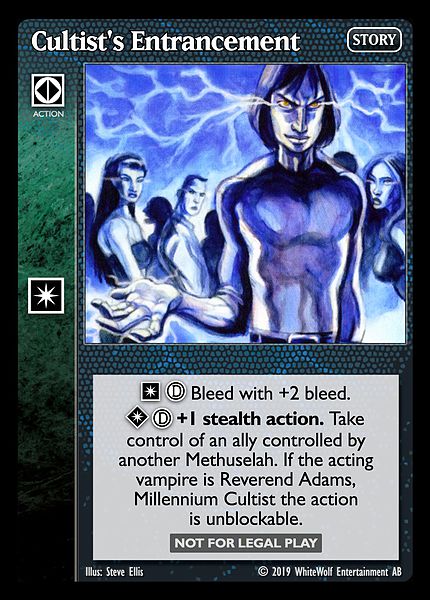 Cultist's Entrancement
STORY
ACTION
D Bleed with +2 bleed.
D +1 stealth action. Take
control of an ally controlled by
another Methuselah. If the acting
vampire is Reverend Adams,
Millennium Cultist the action
is unblockable.
NOT FOR LEGAL PLAY
Illus: Steve Ellis
© 2019 WhiteWolf Entertainment AB